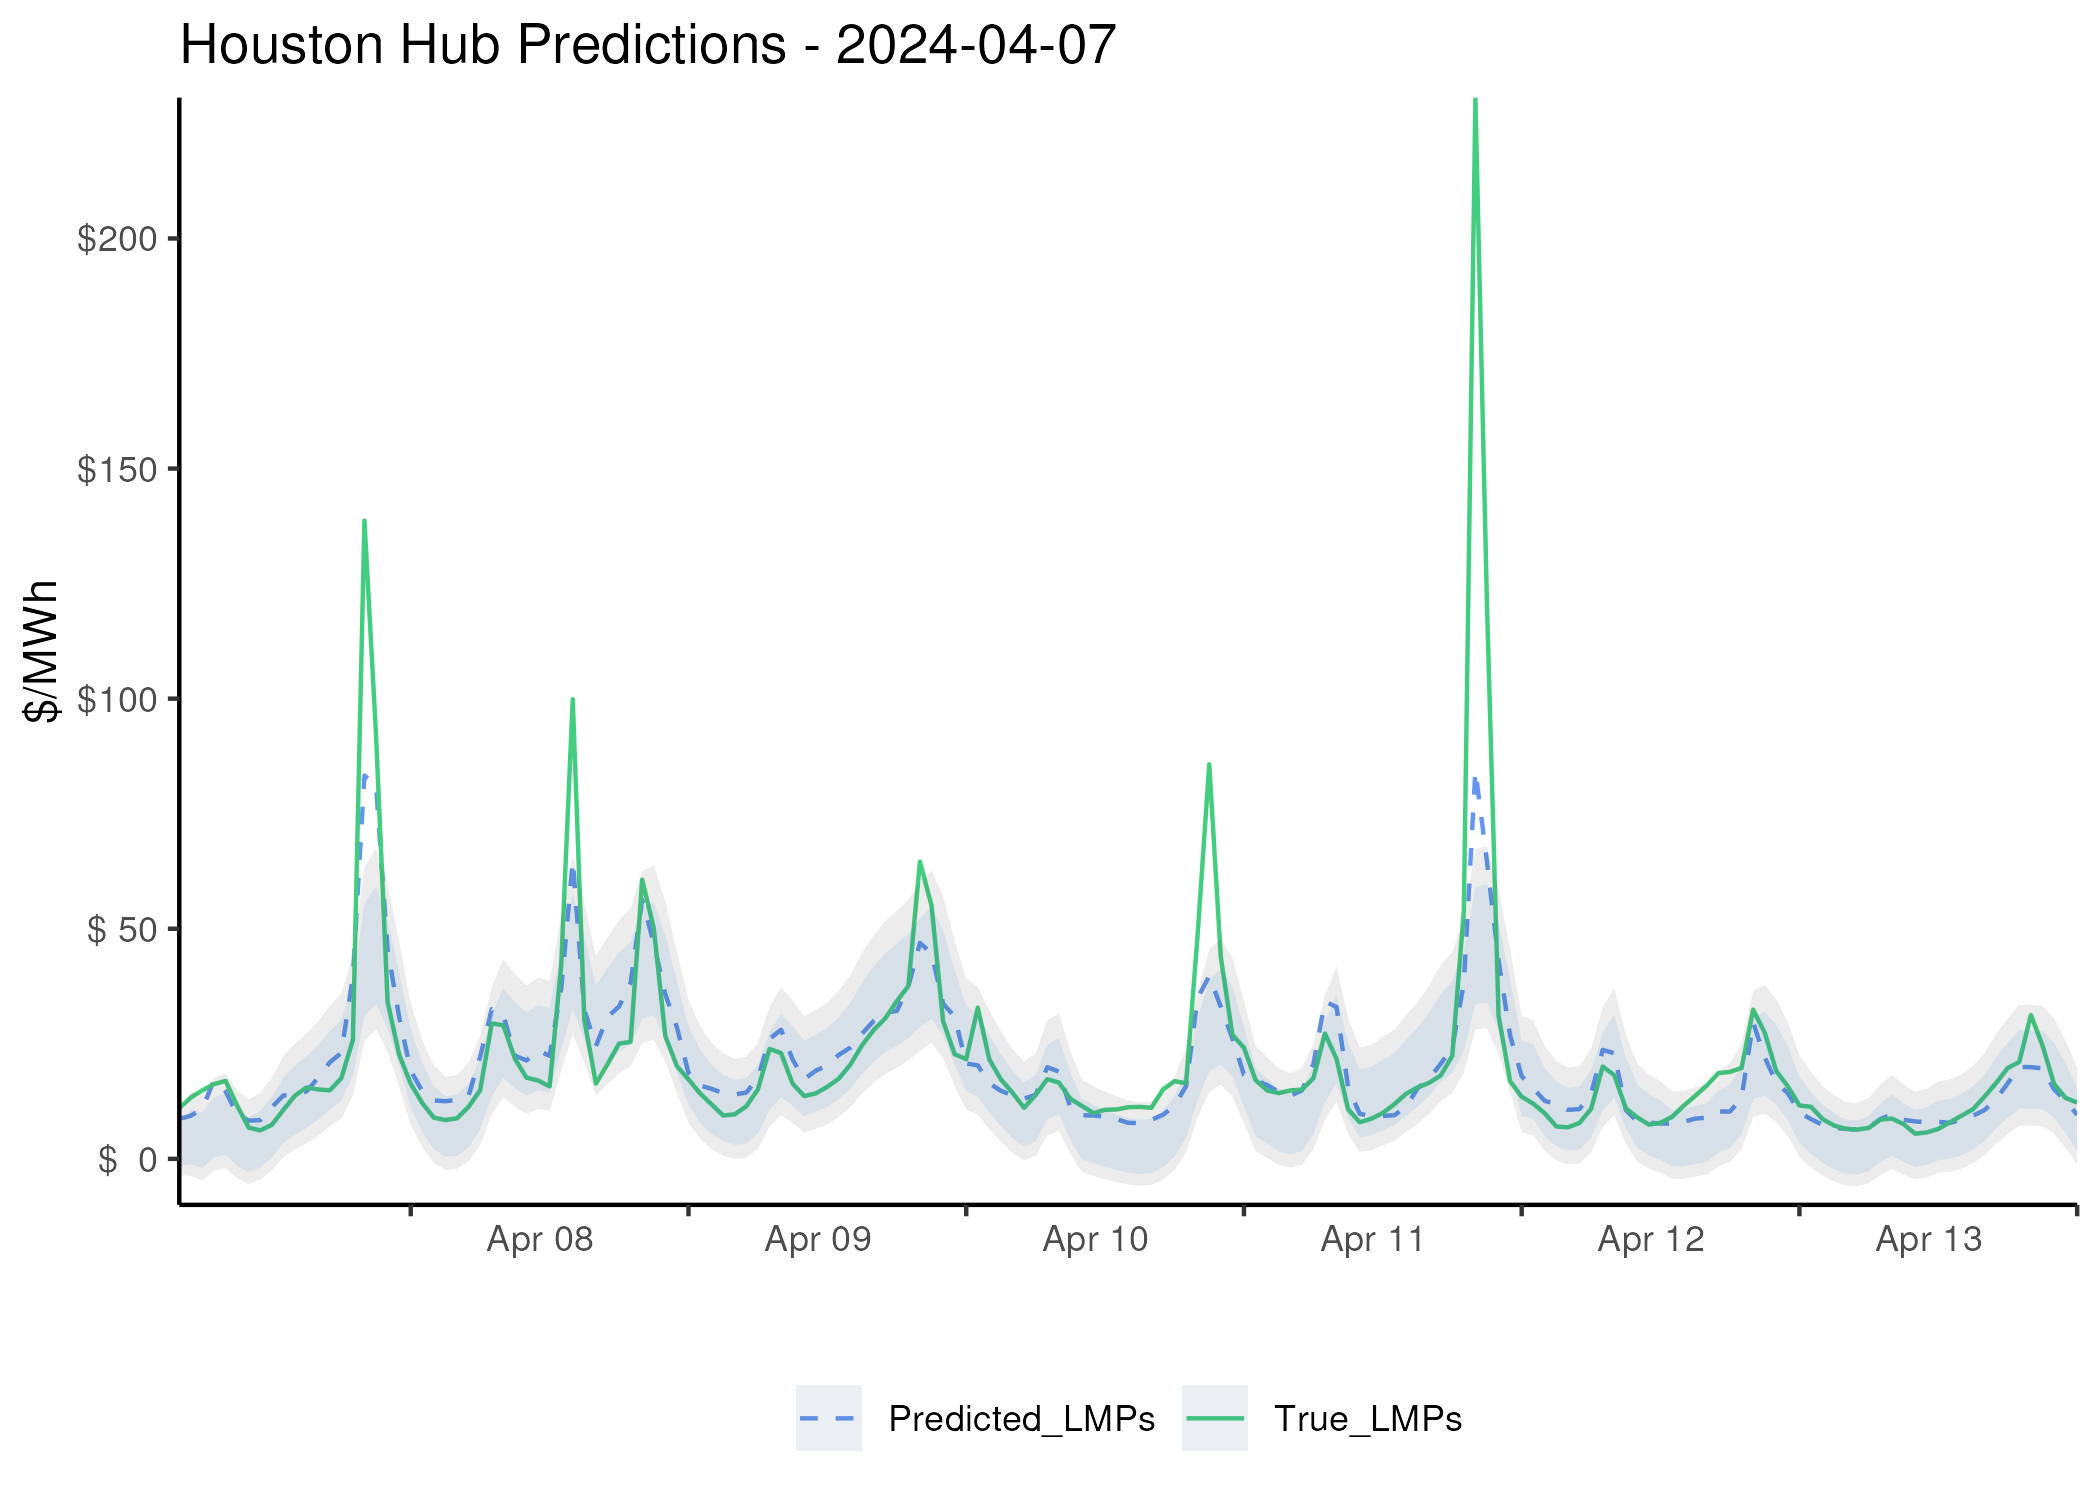 Houston Hub Predictions - 2024-04-07
$200
$150
$100
$ 50
$  0
$/MWh
Apr 08 Apr 09 Apr 10 Apr 11 Apr 12 Apr 13
Predicted_LMPs True_LMPs